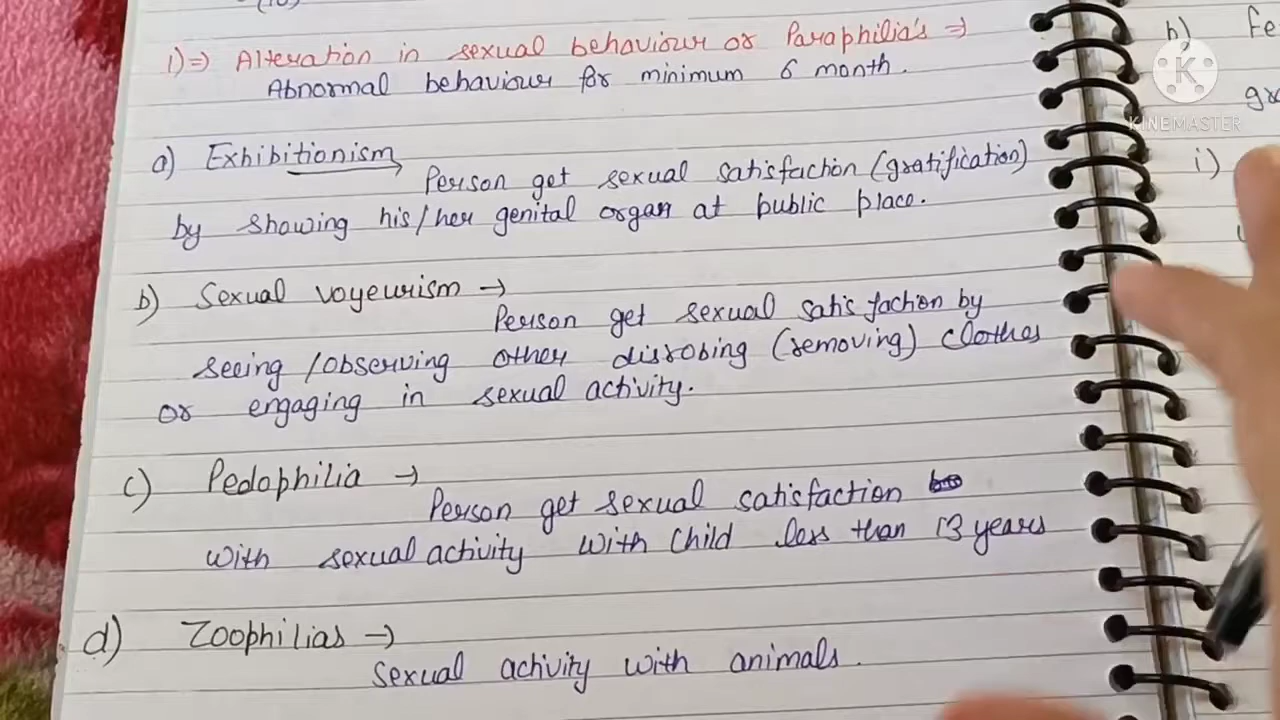 1)⇒ Alteration in sexual behaviour or Paraphilia's ⇒
Abnormal behaviour for minimum 6 month.
a) Exhibitionism → Person get sexual satisfaction (gratification)
by showing his/her genital organ at public place.
b) Sexual voyeurism →
Person get sexual satisfaction by
seeing /observing other disrobing (removing) clothes
or engaging in sexual activity.
c) Pedophilia →
Person get sexual satisfaction
with sexual activity with child less than 13 years
d) Zoophilias →
Sexual activity with animals.
h) Fe
gr
i)
K
KINEMASTER